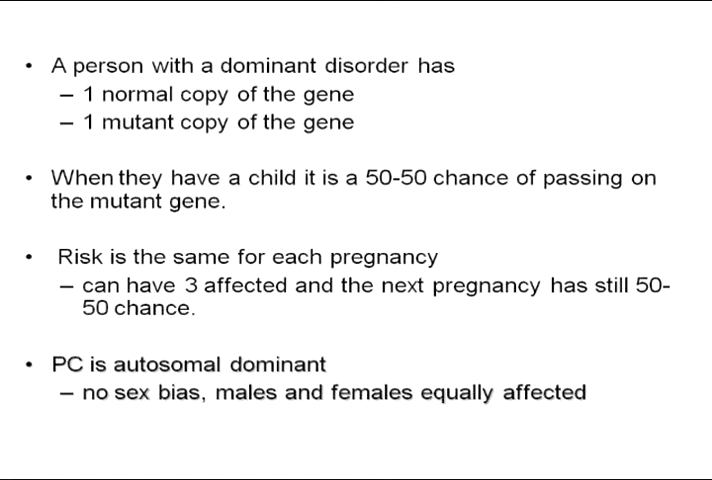 • A person with a dominant disorder has
– 1 normal copy of the gene
– 1 mutant copy of the gene
• When they have a child it is a 50-50 chance of passing on
the mutant gene.
• Risk is the same for each pregnancy
– can have 3 affected and the next pregnancy has still 50-
50 chance.
• PC is autosomal dominant
– no sex bias, males and females equally affected